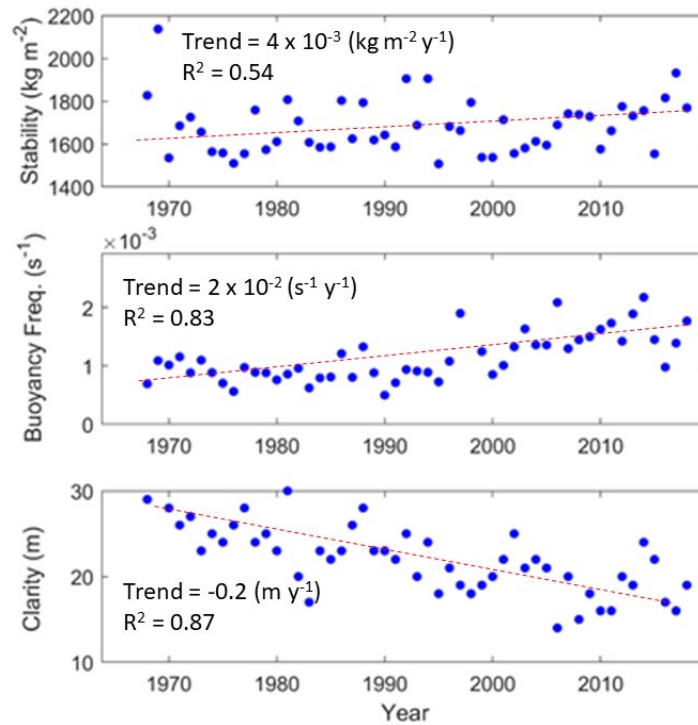 2200
2000
1800
1600
1400
Stability (kg m⁻²)
Trend = 4 x 10⁻³ (kg m⁻² y⁻¹)
R² = 0.54
1970 1980 1990 2000 2010
× 10⁻³
2
1
0
Buoyancy Freq. (s⁻¹)
Trend = 2 x 10⁻² (s⁻¹ y⁻¹)
R² = 0.83
1970 1980 1990 2000 2010
30
20
10
Clarity (m)
Trend = -0.2 (m y⁻¹)
R² = 0.87
1970 1980 1990 2000 2010
Year